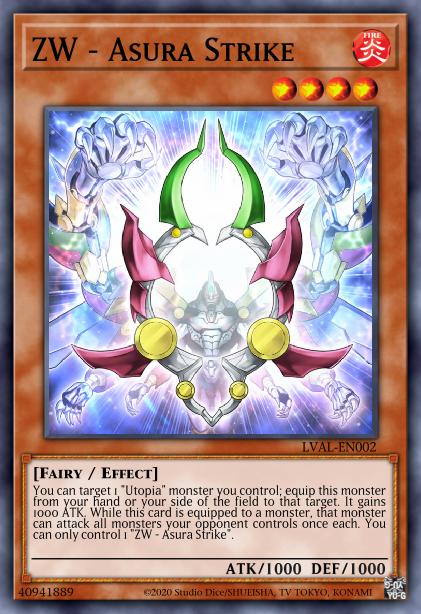 ZW - Asura Strike
FIRE
炎
LVAL-EN002
[Fairy / Effect]
You can target 1 "Utopia" monster you control; equip this monster
from your hand or your side of the field to that target. It gains
1000 ATK. While this card is equipped to a monster, that monster
can attack all monsters your opponent controls once each. You
can only control 1 "ZW - Asura Strike".
ATK/1000 DEF/1000
40941889
©2020 Studio Dice/SHUEISHA, TV TOKYO, KONAMI